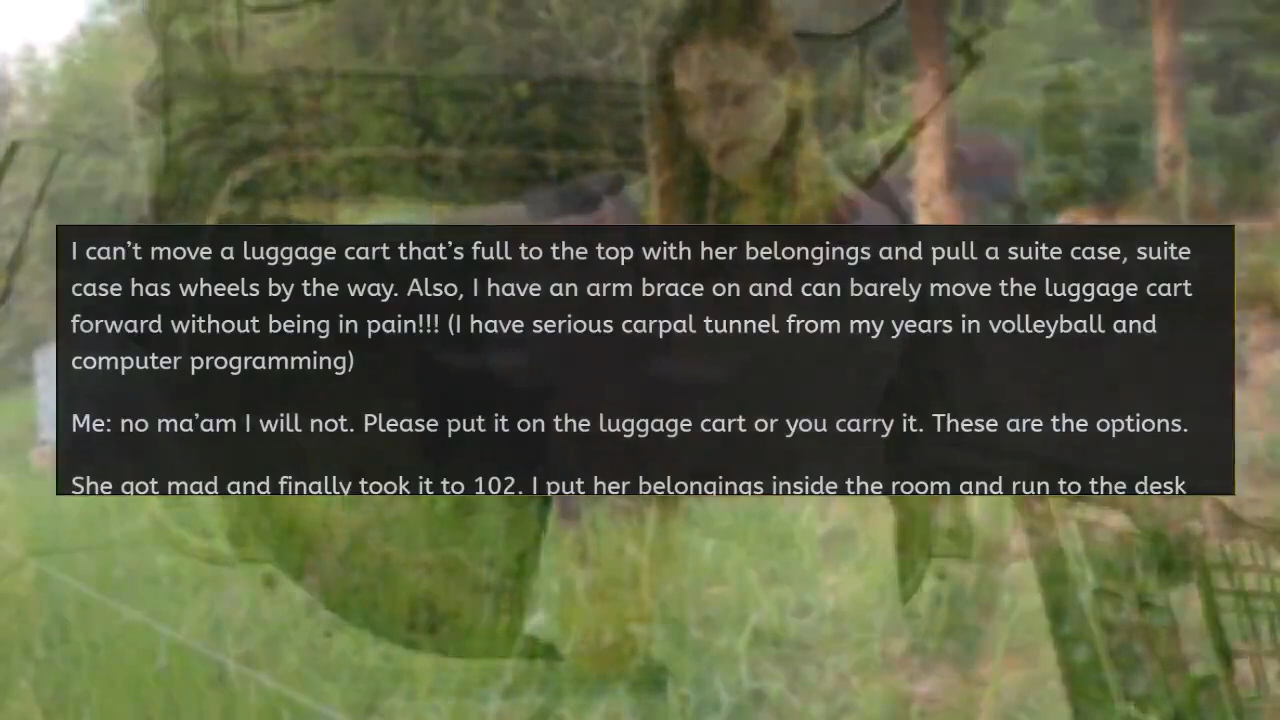 I can’t move a luggage cart that’s full to the top with her belongings and pull a suite case, suite
case has wheels by the way. Also, I have an arm brace on and can barely move the luggage cart
forward without being in pain!!! (I have serious carpal tunnel from my years in volleyball and
computer programming)
Me: no ma’am I will not. Please put it on the luggage cart or you carry it. These are the options.
She got mad and finally took it to 102. I put her belongings inside the room and run to the desk